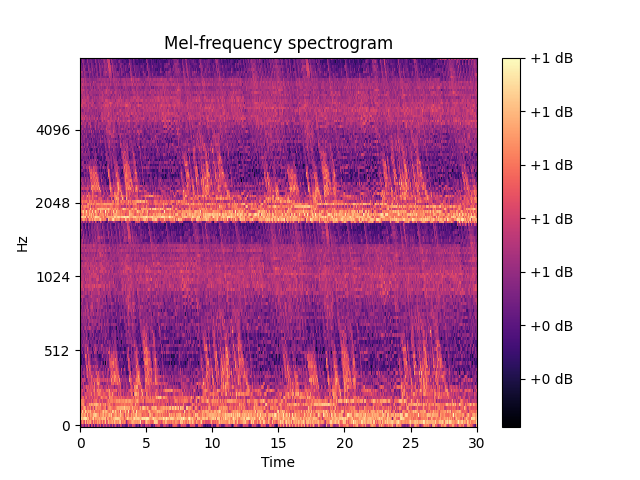 Mel-frequency spectrogram
Hz
4096
2048
1024
512
0
0 5 10 15 20 25 30
Time
+1 dB
+1 dB
+1 dB
+1 dB
+1 dB
+0 dB
+0 dB